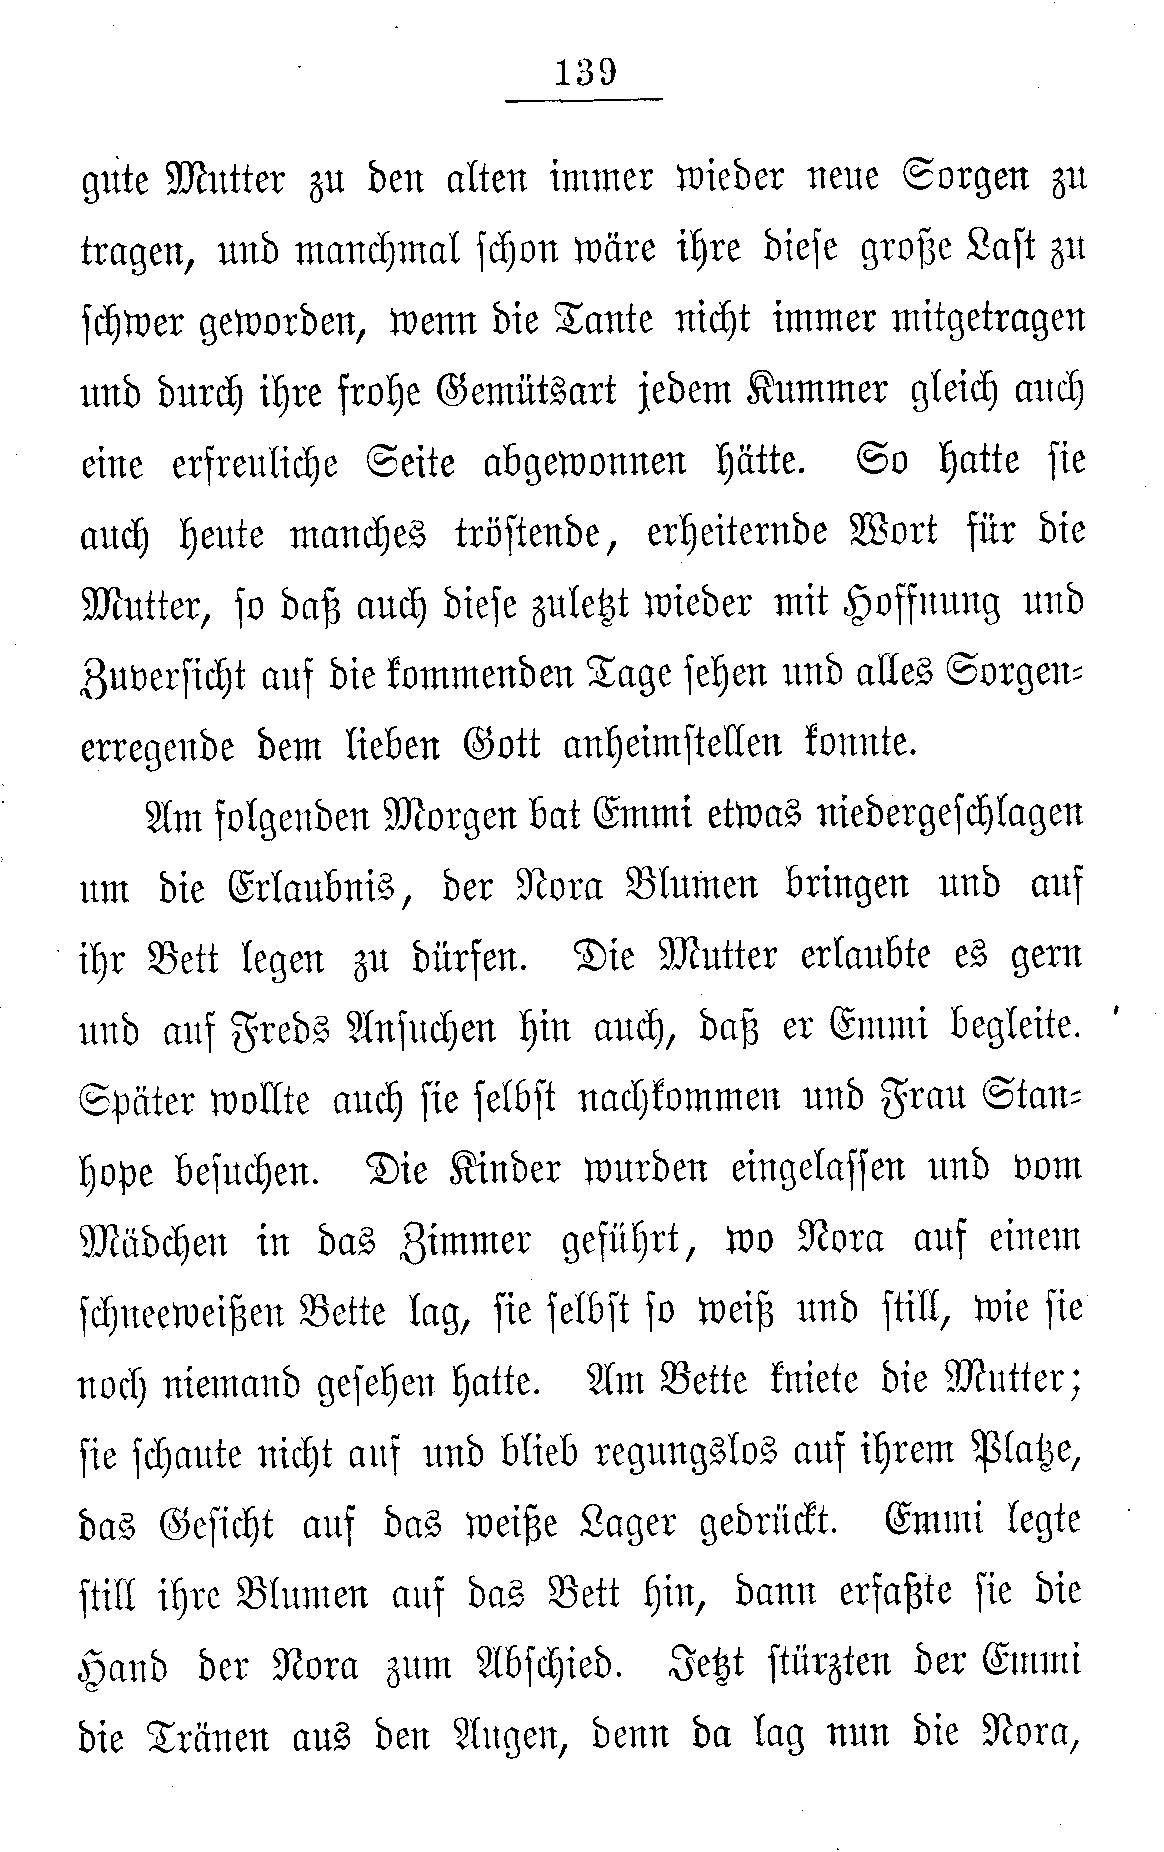 139
gute Mutter zu den alten immer wieder neue Sorgen zu
tragen, und manchmal schon wäre ihre diese große Last zu
schwer geworden, wenn die Tante nicht immer mitgetragen
und durch ihre frohe Gemütsart jedem Kummer gleich auch
eine erfreuliche Seite abgewonnen hätte. So hatte sie
auch heute manches tröstende, erheiternde Wort für die
Mutter, so daß auch diese zuletzt wieder mit Hoffnung und
Zuversicht auf die kommenden Tage sehen und alles Sorgen-
erregende dem lieben Gott anheimstellen konnte.
Am folgenden Morgen bat Emmi etwas niedergeschlagen
um die Erlaubnis, der Nora Blumen bringen und auf
ihr Bett legen zu dürfen. Die Mutter erlaubte es gern
und auf Freds Ansuchen hin auch, daß er Emmi begleite.
Später wollte auch sie selbst nachkommen und Frau Stan-
hope besuchen. Die Kinder wurden eingelassen und vom
Mädchen in das Zimmer geführt, wo Nora auf einem
schneeweißen Bette lag, sie selbst so weiß und still, wie sie
noch niemand gesehen hatte. Am Bette kniete die Mutter;
sie schaute nicht auf und blieb regungslos auf ihrem Platze,
das Gesicht auf das weiße Lager gedrückt. Emmi legte
still ihre Blumen auf das Bett hin, dann erfaßte sie die
Hand der Nora zum Abschied. Jetzt stürzten der Emmi
die Tränen aus den Augen, denn da lag nun die Nora,